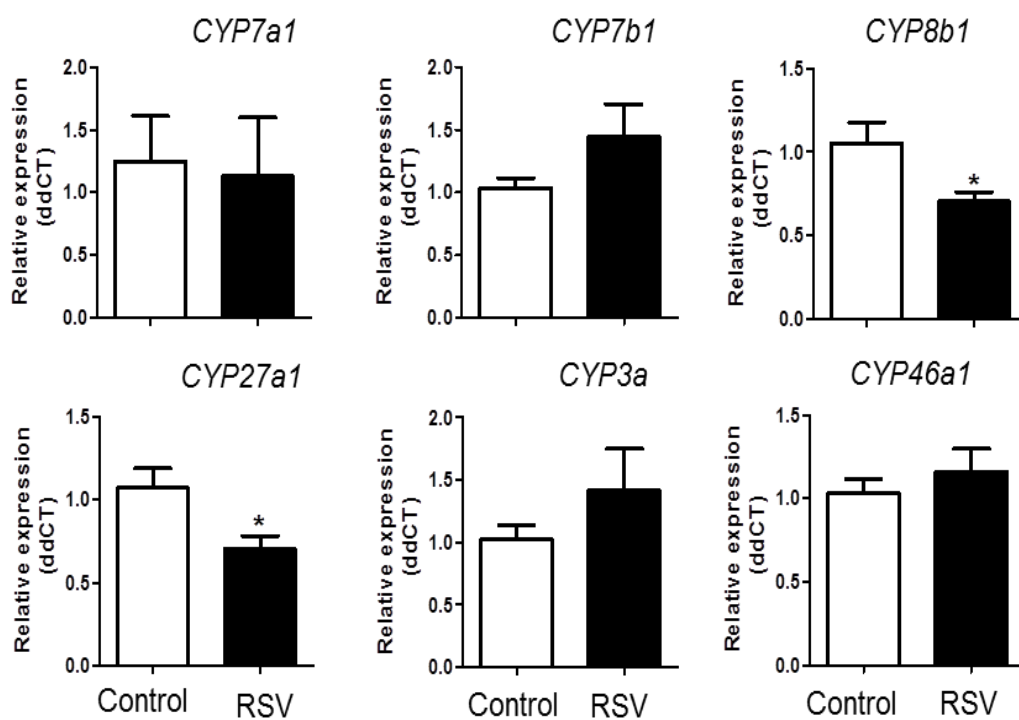 CYP7a1
CYP7b1
CYP8b1
Relative expression
(ddCT)
2.0
1.5
1.0
0.5
0.0
Relative expression
(ddCT)
2.0
1.5
1.0
0.5
0.0
Relative expression
(ddCT)
1.5
1.0
0.5
0.0
*
CYP27a1
CYP3a
CYP46a1
Relative expression
(ddCT)
1.5
1.0
0.5
0.0
*
Control RSV
Relative expression
(ddCT)
2.0
1.5
1.0
0.5
0.0
Control RSV
Relative expression
(ddCT)
1.5
1.0
0.5
0.0
Control RSV